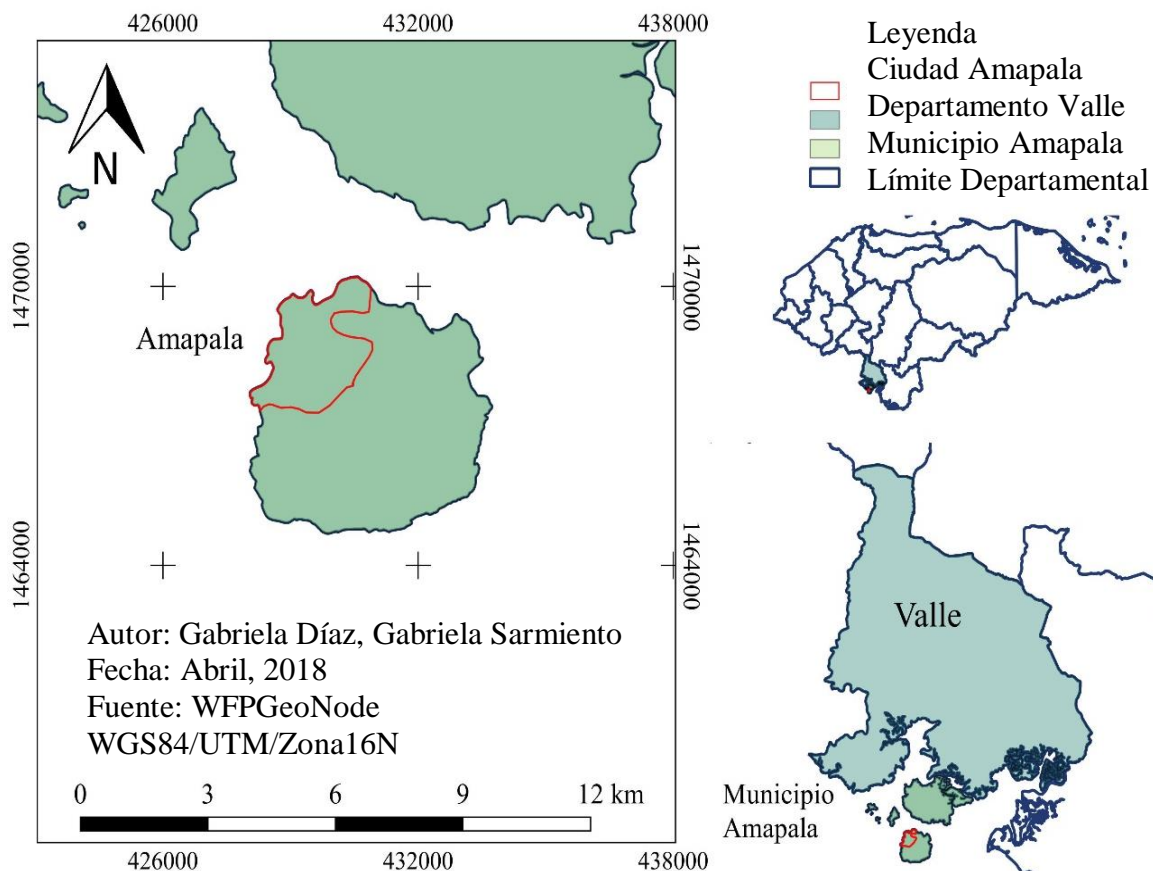 426000
432000
438000
N
1470000
1470000
Amapala
1464000
1464000
Autor: Gabriela Díaz, Gabriela Sarmiento
Fecha: Abril, 2018
Fuente: WFPGeoNode
WGS84/UTM/Zona16N
0 3 6 9 12 km
426000
432000
438000
Leyenda
Ciudad Amapala
Departamento Valle
Municipio Amapala
Límite Departamental
Valle
Municipio
Amapala